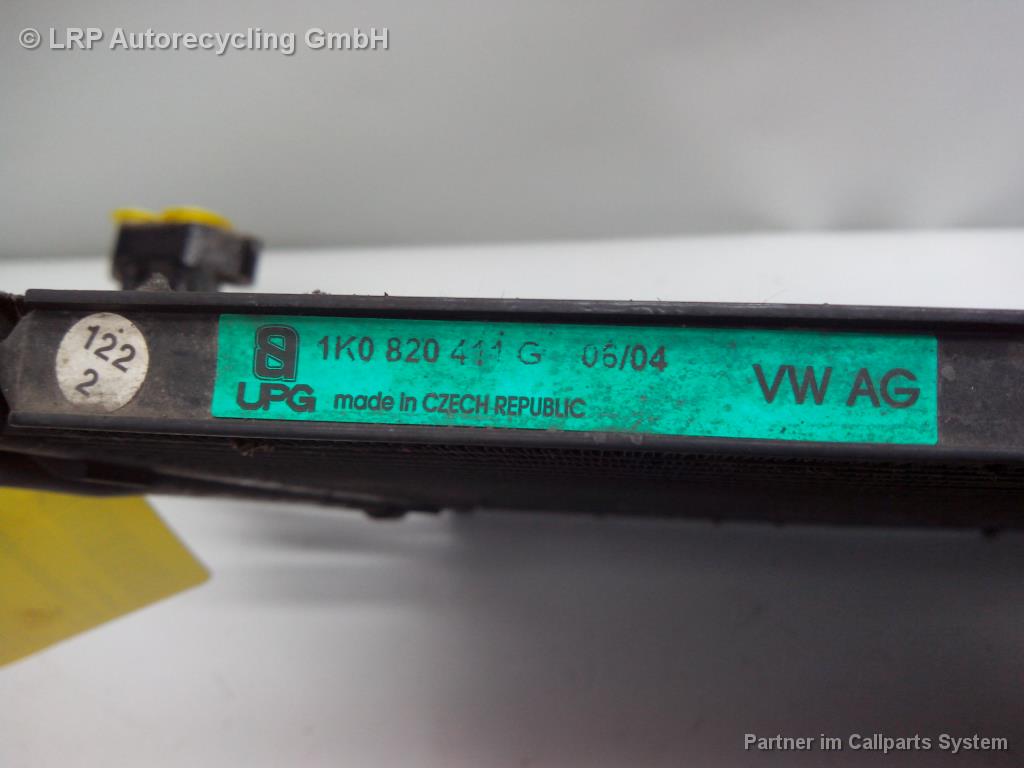 © LRP Autorecycling GmbH
122
2
1K0 820 411 G 06/04
UPG made in CZECH REPUBLIC
VW AG
Partner im Callparts System